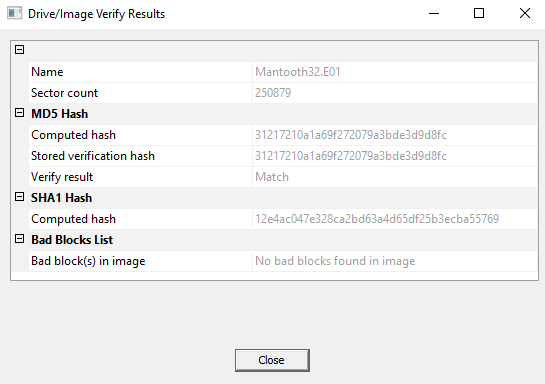 Drive/Image Verify Results
Name Mantooth32.E01
Sector count 250879
MD5 Hash
Computed hash 31217210a1a69f272079a3bde3d9d8fc
Stored verification hash 31217210a1a69f272079a3bde3d9d8fc
Verify result Match
SHA1 Hash
Computed hash 12e4ac047e328ca2bd63a4d65df25b3ecba55769
Bad Blocks List
Bad block(s) in image No bad blocks found in image
Close